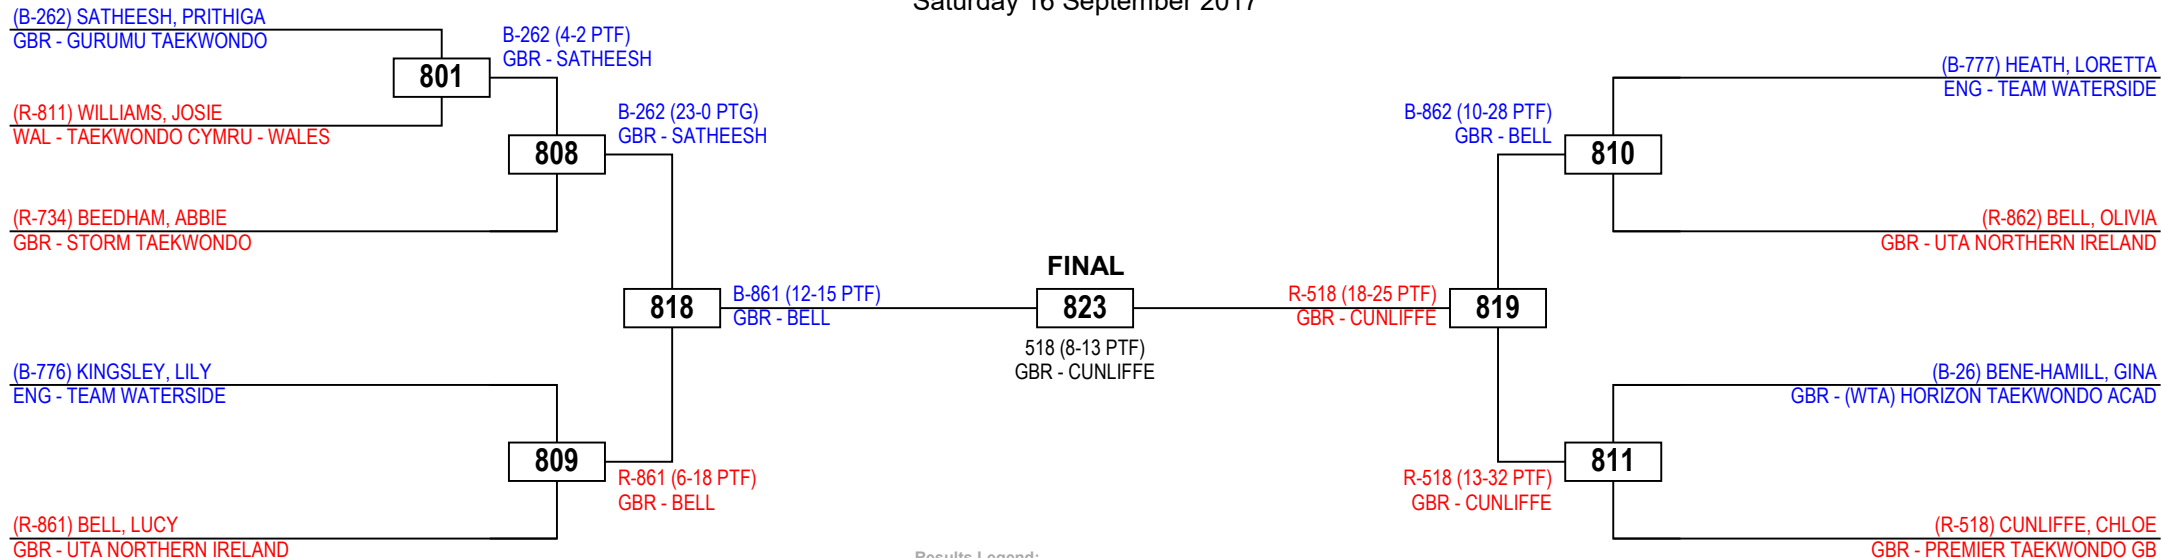 Saturday 16 September 2017
(B-262) SATHEESH, PRITHIGA
GBR - GURUMU TAEKWONDO
801
(R-811) WILLIAMS, JOSIE
WAL - TAEKWONDO CYMRU - WALES
B-262 (4-2 PTF)
GBR - SATHEESH
808
(R-734) BEEDHAM, ABBIE
GBR - STORM TAEKWONDO
B-262 (23-0 PTG)
GBR - SATHEESH
818
(B-776) KINGSLEY, LILY
ENG - TEAM WATERSIDE
809
(R-861) BELL, LUCY
GBR - UTA NORTHERN IRELAND
R-861 (6-18 PTF)
GBR - BELL
B-861 (12-15 PTF)
GBR - BELL
FINAL
823
518 (8-13 PTF)
GBR - CUNLIFFE
R-518 (18-25 PTF)
GBR - CUNLIFFE
819
B-862 (10-28 PTF)
GBR - BELL
810
(B-777) HEATH, LORETTA
ENG - TEAM WATERSIDE
(R-862) BELL, OLIVIA
GBR - UTA NORTHERN IRELAND
R-518 (13-32 PTF)
GBR - CUNLIFFE
811
(B-26) BENE-HAMILL, GINA
GBR - (WTA) HORIZON TAEKWONDO ACAD
(R-518) CUNLIFFE, CHLOE
GBR - PREMIER TAEKWONDO GB
Results Legend: